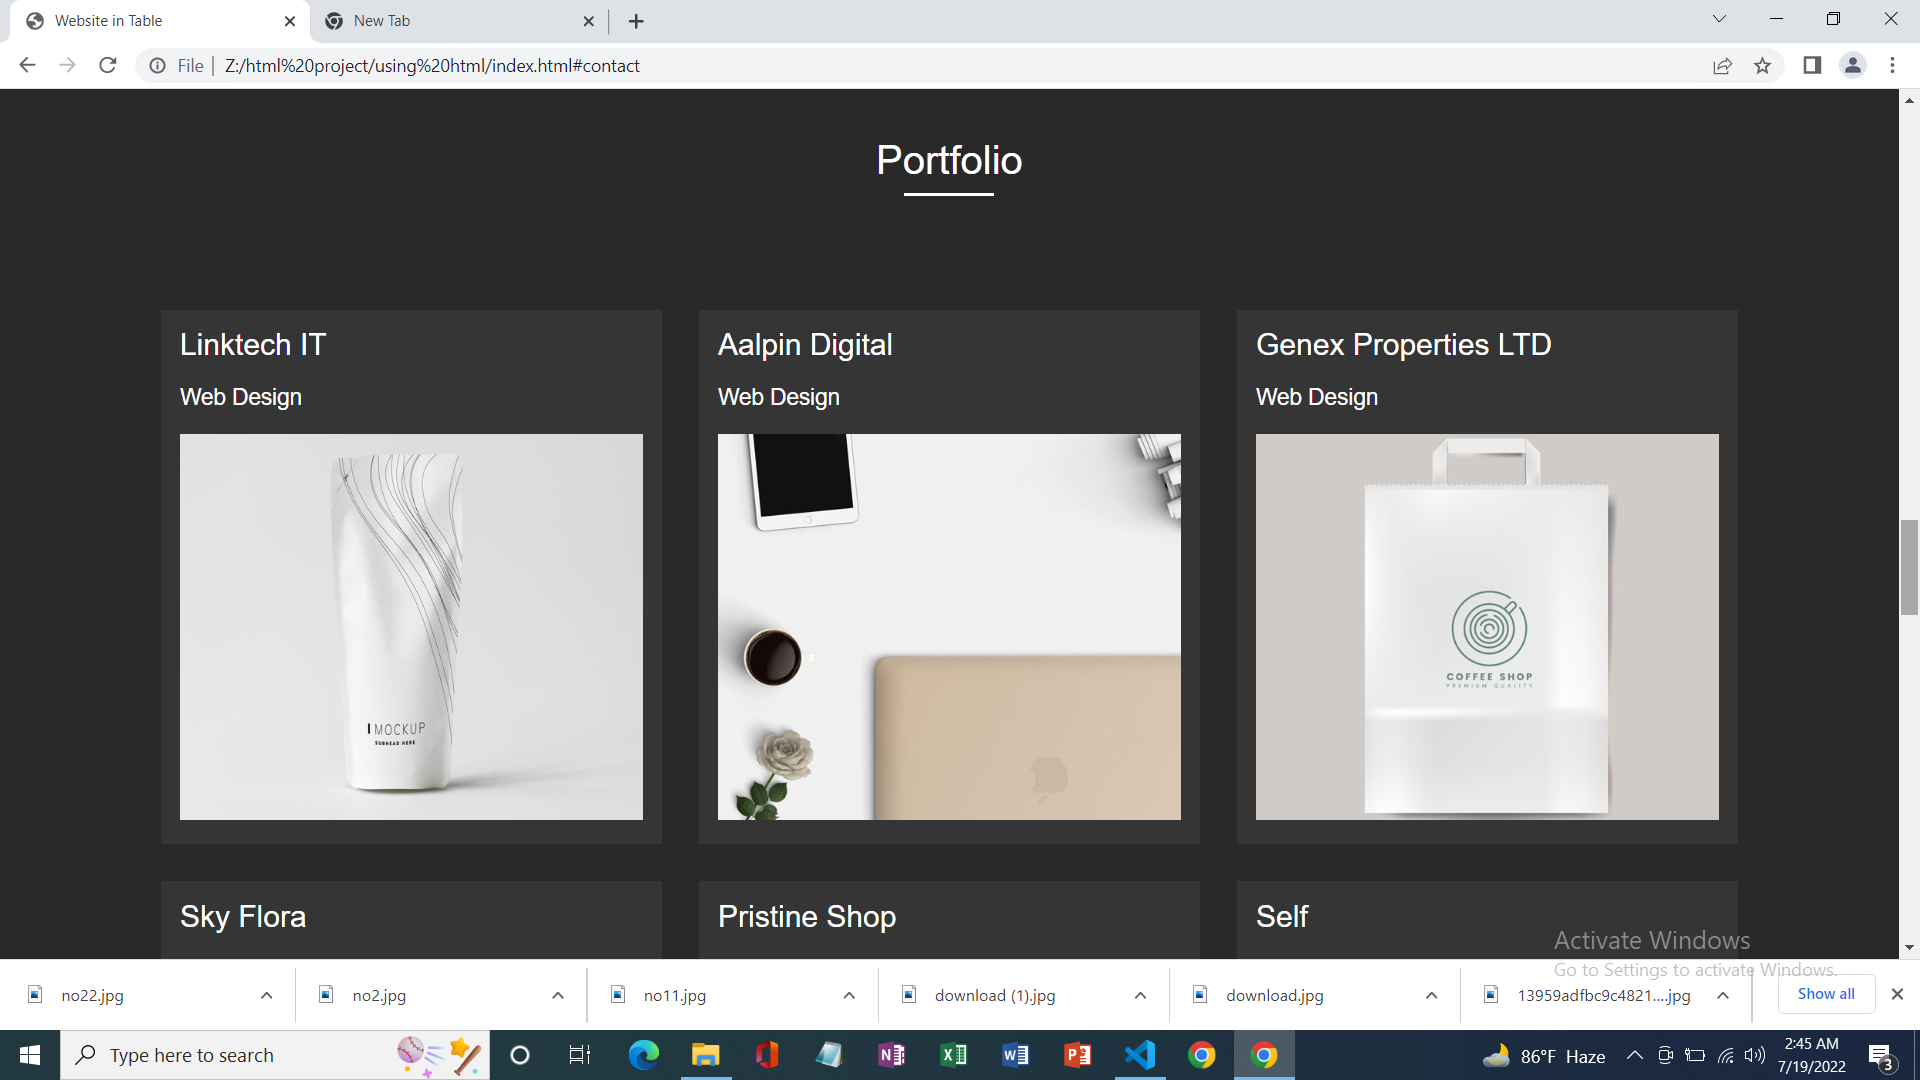 Website in Table
New Tab
File
Z:/html%20project/using%20html/index.html#contact
Portfolio
Linktech IT
Web Design
MOCKUP
SUBHEAD HERE
Aalpin Digital
Web Design
Genex Properties LTD
Web Design
COFFEE SHOP
PREMIUM QUALITY
Sky Flora
Pristine Shop
Self
Activate Windows
Go to Settings to activate Windows.
no22.jpg
no2.jpg
no11.jpg
download (1).jpg
download.jpg
13959adfbc9c4821....jpg
Show all
Type here to search
86°F Haze
2:45 AM
7/19/2022
3